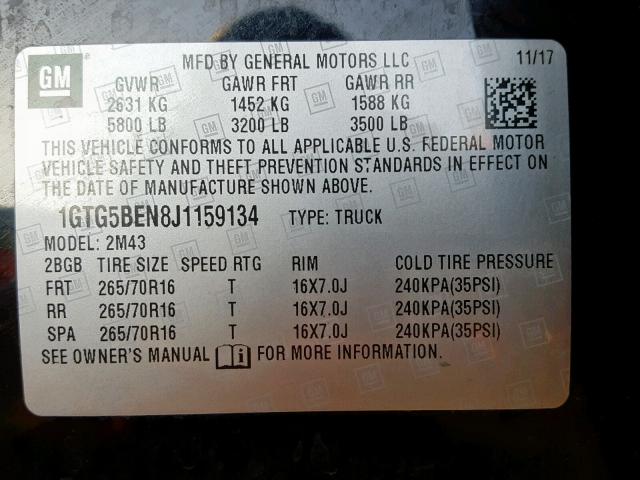 GM
MFD BY GENERAL MOTORS LLC 11/17
GVWR GAWR FRT GAWR RR
2631 KG 1452 KG 1588 KG
5800 LB 3200 LB 3500 LB
THIS VEHICLE CONFORMS TO ALL APPLICABLE U.S. FEDERAL MOTOR
VEHICLE SAFETY AND THEFT PREVENTION STANDARDS IN EFFECT ON
THE DATE OF MANUFACTURE SHOWN ABOVE.
1GTG5BEN8J1159134 TYPE: TRUCK
MODEL: 2M43
2BGB TIRE SIZE SPEED RTG RIM COLD TIRE PRESSURE
FRT 265/70R16 T 16X7.0J 240KPA(35PSI)
RR 265/70R16 T 16X7.0J 240KPA(35PSI)
SPA 265/70R16 T 16X7.0J 240KPA(35PSI)
SEE OWNER'S MANUAL i FOR MORE INFORMATION.